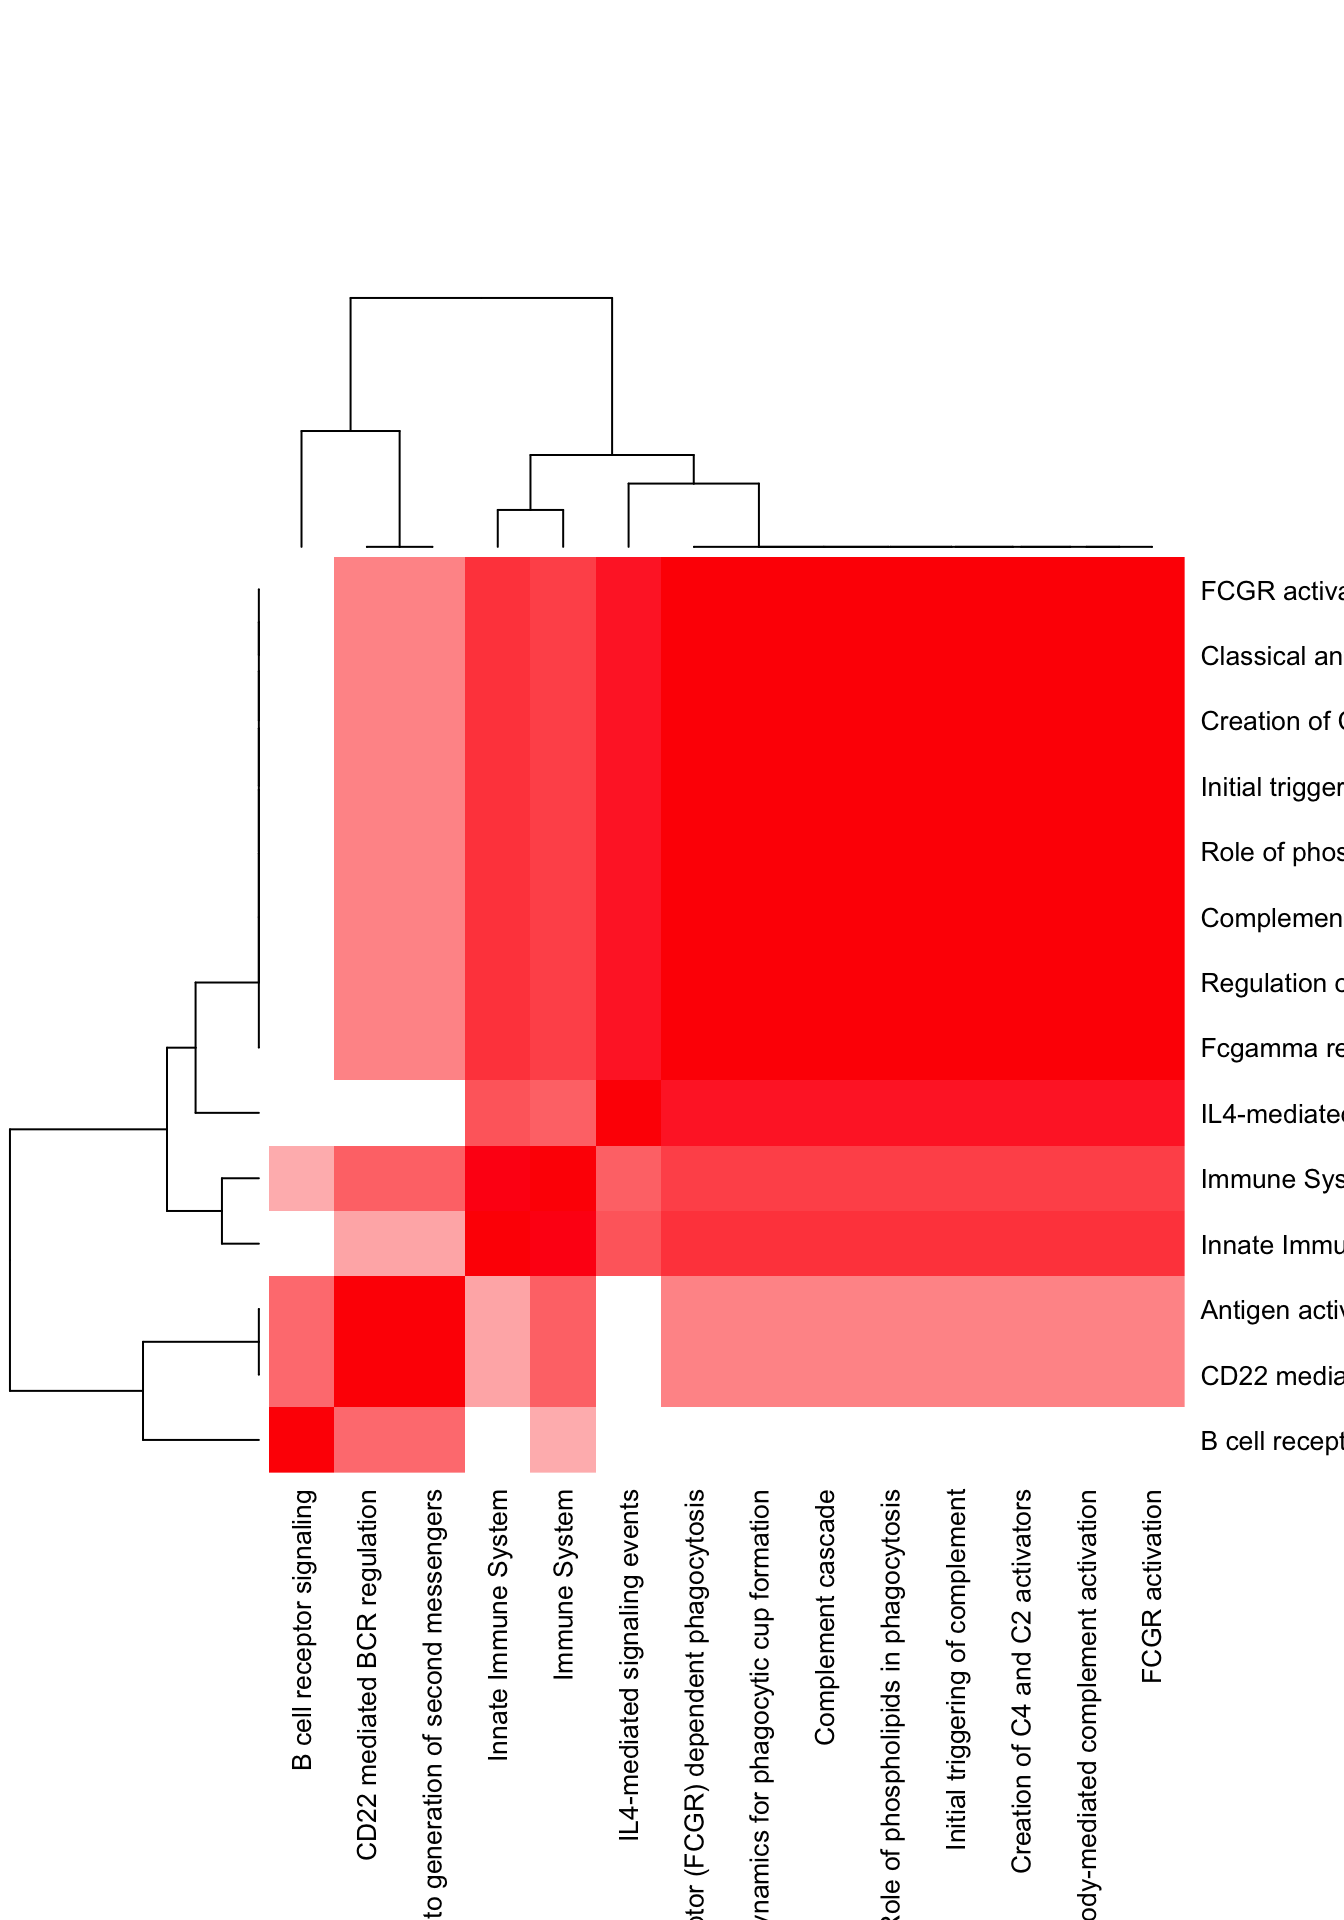 FCGR activa
Classical an
Creation of C
Initial trigger
Role of phos
Complemen
Regulation o
Fcgamma re
IL4-mediated
Immune Sys
Innate Immu
Antigen activ
CD22 media
B cell recept
B cell receptor signaling
CD22 mediated BCR regulation
to generation of second messengers
Innate Immune System
Immune System
IL4-mediated signaling events
ptor (FCGR) dependent phagocytosis
ynamics for phagocytic cup formation
Complement cascade
Role of phospholipids in phagocytosis
Initial triggering of complement
Creation of C4 and C2 activators
ody-mediated complement activation
FCGR activation